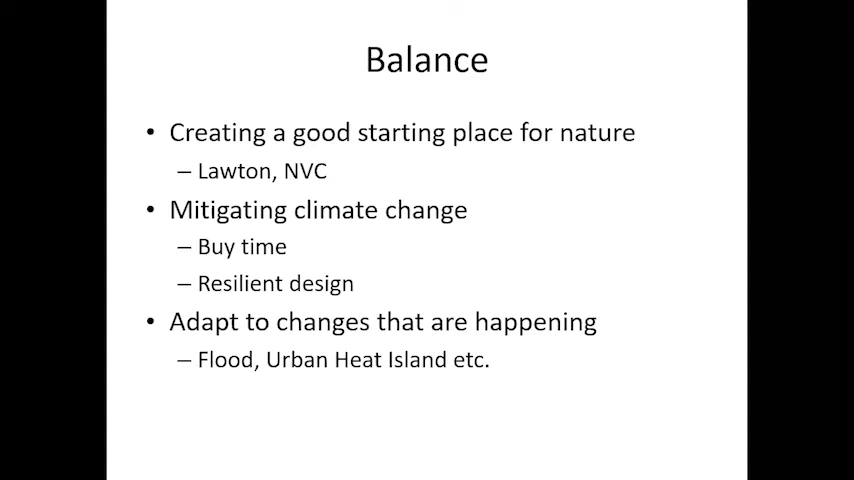 Balance
• Creating a good starting place for nature
– Lawton, NVC
• Mitigating climate change
– Buy time
– Resilient design
• Adapt to changes that are happening
– Flood, Urban Heat Island etc.